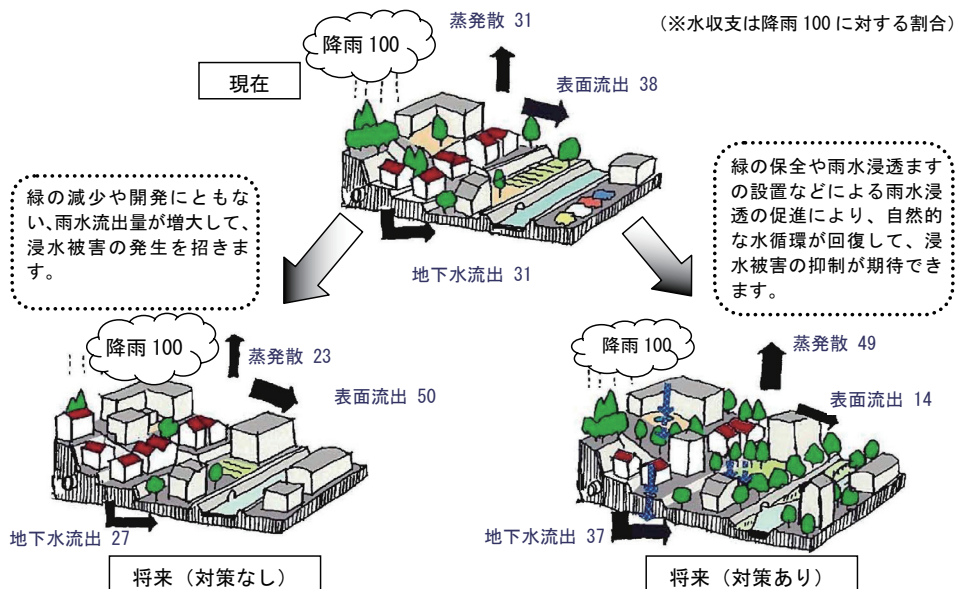 蒸発散 31
(※水収支は降雨 100 に対する割合)
降雨 100
現在
表面流出 38
緑の減少や開発にともな
い、雨水流出量が増大して、
浸水被害の発生を招きま
す。
緑の保全や雨水浸透ます
の設置などによる雨水浸
透の促進により、自然的
な水循環が回復して、浸
水被害の抑制が期待でき
ます。
地下水流出 31
降雨 100
蒸発散 23
表面流出 50
地下水流出 27
将来(対策なし)
降雨 100
蒸発散 49
表面流出 14
地下水流出 37
将来(対策あり)